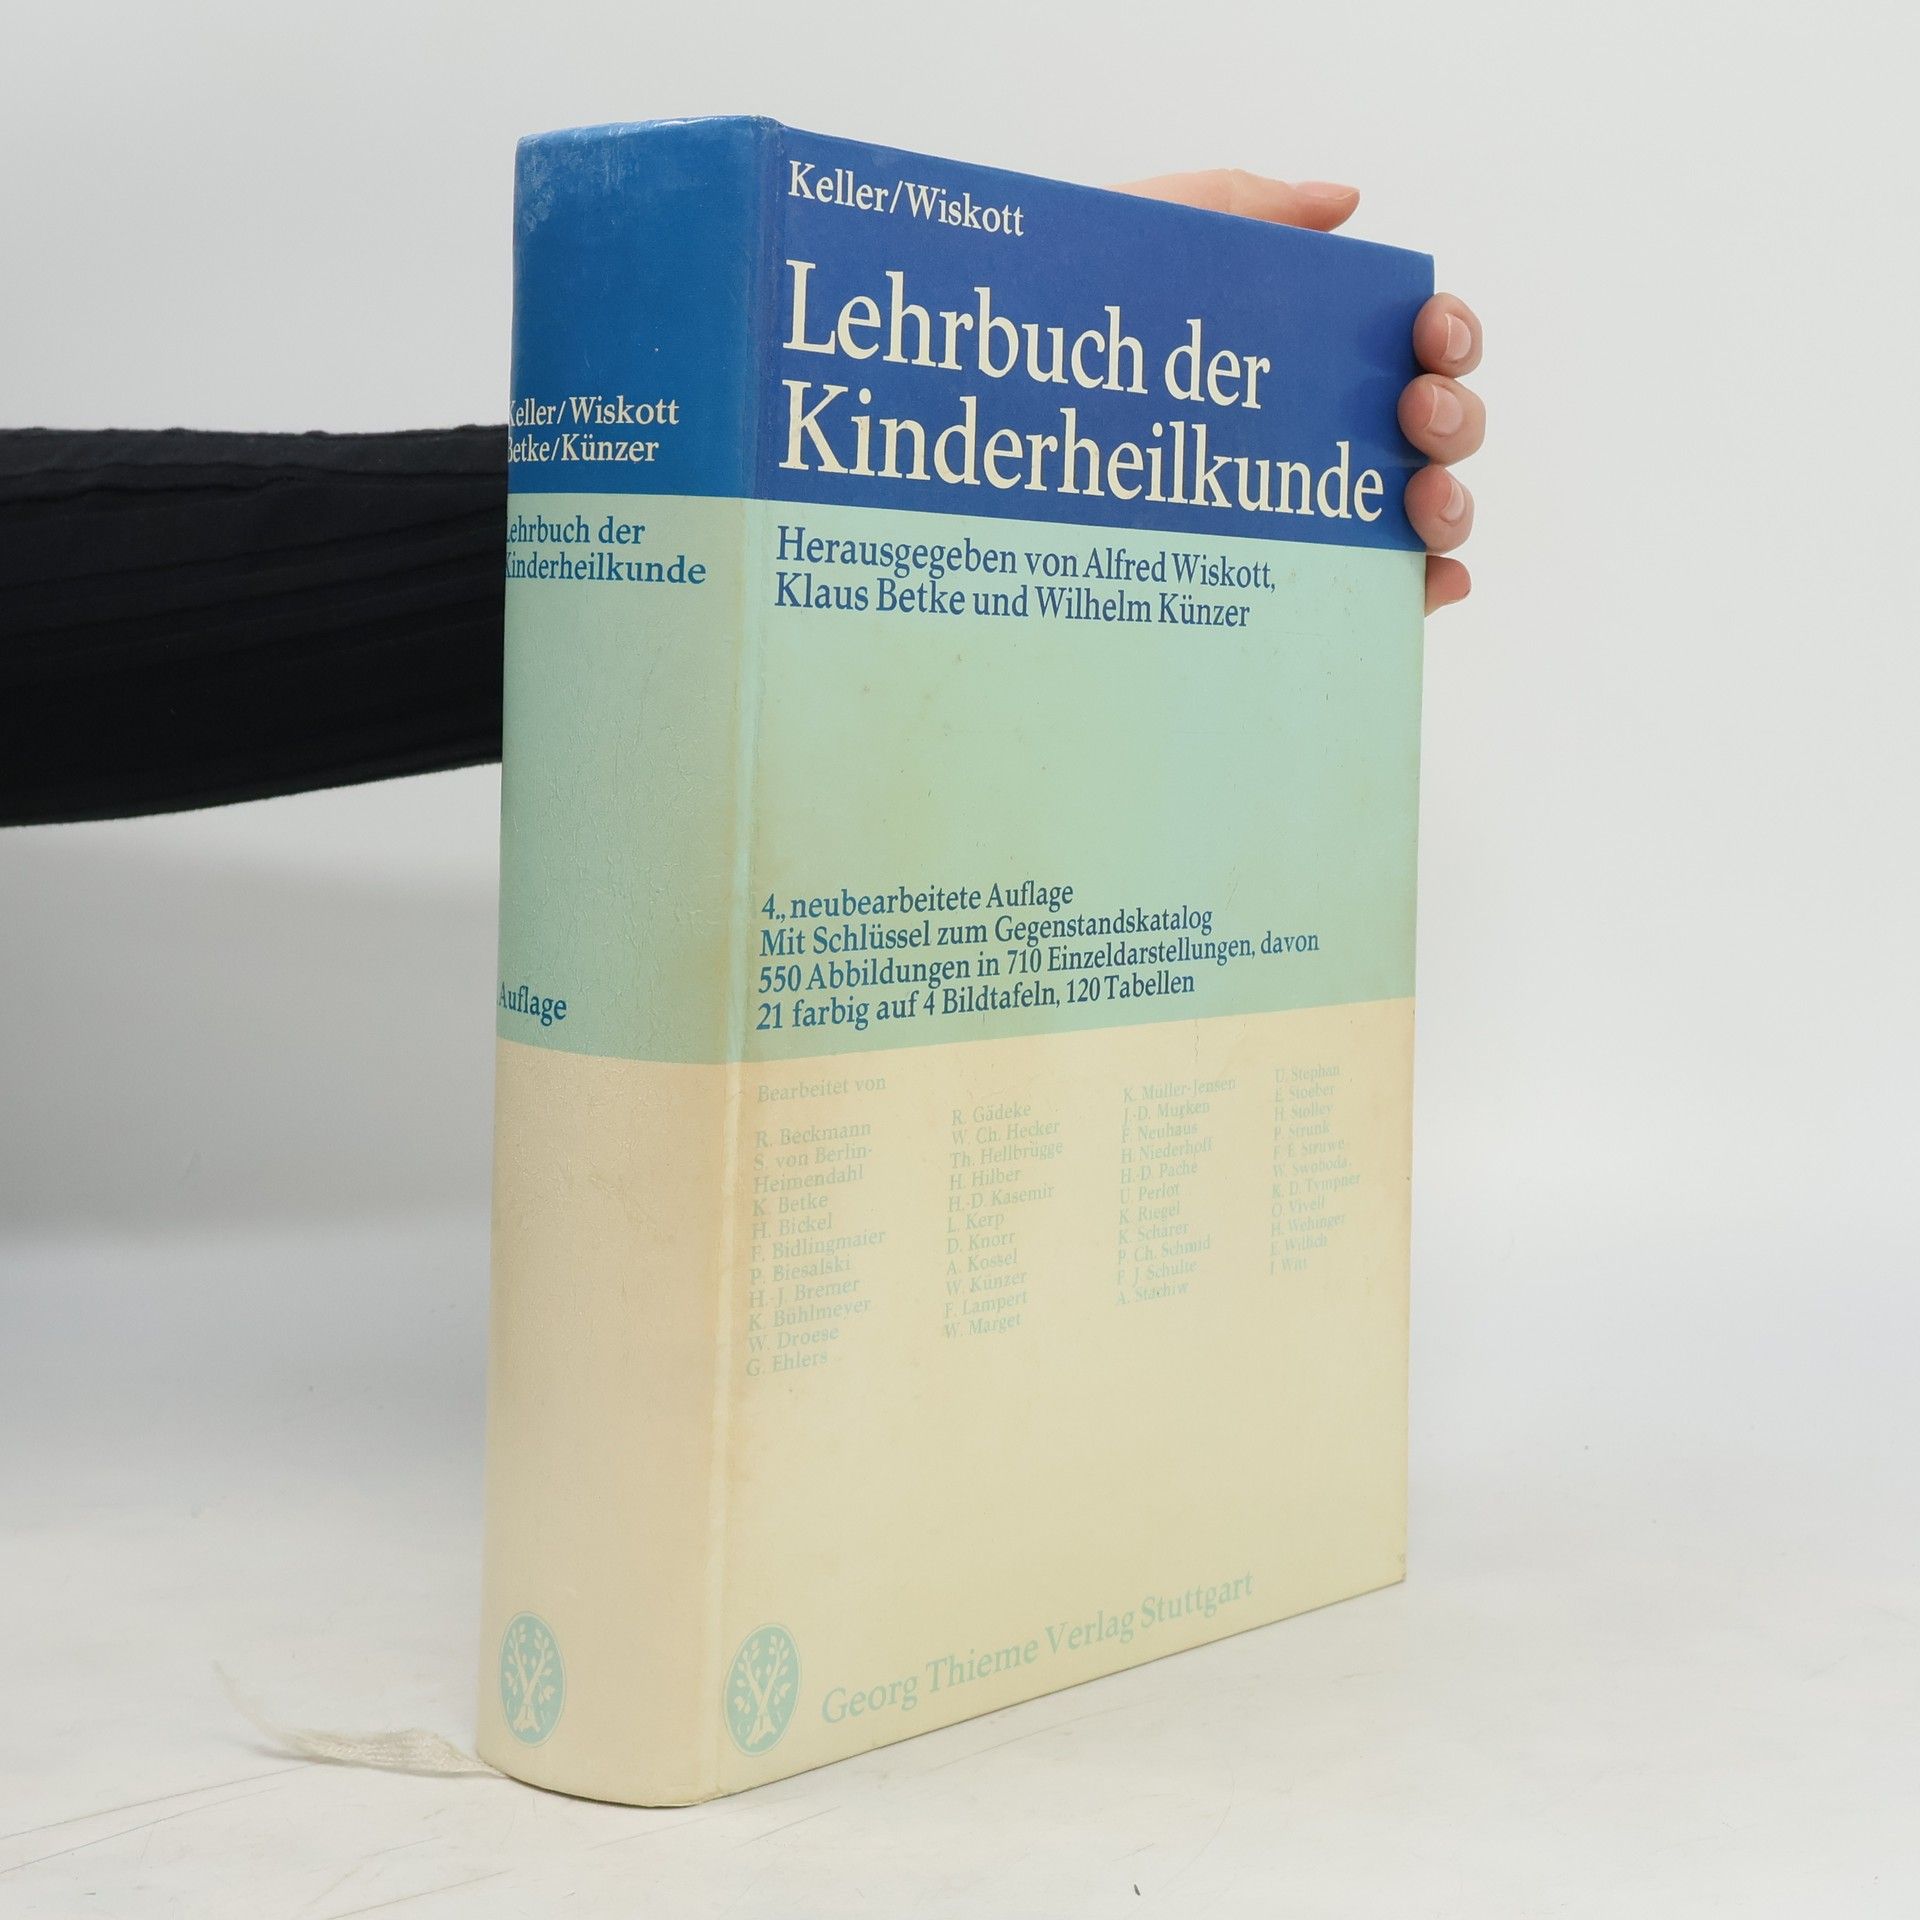 Keller/Wiskott
Lehrbuch der
Kinderheilkunde
Herausgegeben von Alfred Wiskott,
Klaus Betke und Wilhelm Künzer
4., neubearbeitete Auflage
Mit Schlüssel zum Gegenstandskatalog
550 Abbildungen in 710 Einzeldarstellungen, davon
21 farbig auf 4 Bildtafeln, 120 Tabellen
Bearbeitet von
R. Beckmann
S. von Berlin-
Heimendahl
K. Betke
H. Bickel
F. Bidlingmaier
P. Biesalski
H.-J. Bremer
K. Bühlmeyer
W. Droese
G. Ehlers
R. Gädeke
W. Ch. Hecker
Th. Hellbrügge
H. Hilber
H.-D. Kasemir
L. Kerp
D. Knorr
A. Kossel
W. Künzer
F. Lampert
W. Marget
K. Müller-Jensen
J.-D. Murken
F. Neuhaus
H. Niederhoff
H.-D. Pache
U. Perlot
K. Riegel
K. Schärer
P. Ch. Schmid
F. J. Schulte
A. Stachiw
U. Stephan
E. Stoeber
H. Stolley
P. Strunk
F. E. Struwe
W. Swoboda
K. D. Tympner
O. Vivell
H. Wehinger
E. Willich
J. Witt
Georg Thieme Verlag Stuttgart
Keller/Wiskott
Betke/Künzer
Lehrbuch der
Kinderheilkunde
Auflage